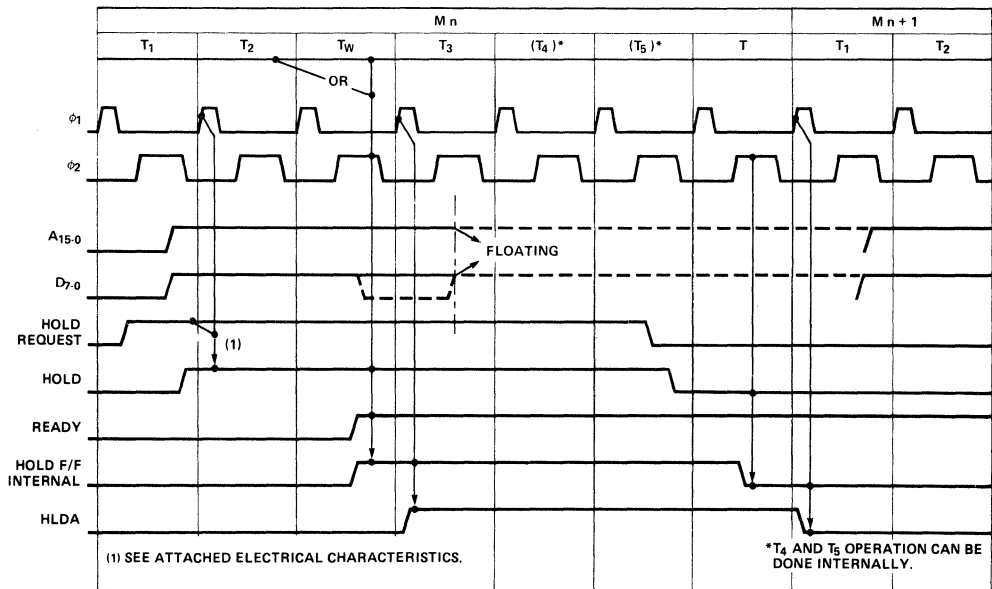 Mn Mn + 1
T1 T2 TW T3 (T4)* (T5)* T T1 T2
OR
ϕ1
ϕ2
A15-0
FLOATING
D7-0
HOLD
REQUEST
(1)
HOLD
READY
HOLD F/F
INTERNAL
HLDA
(1) SEE ATTACHED ELECTRICAL CHARACTERISTICS.
*T4 AND T5 OPERATION CAN BE
DONE INTERNALLY.